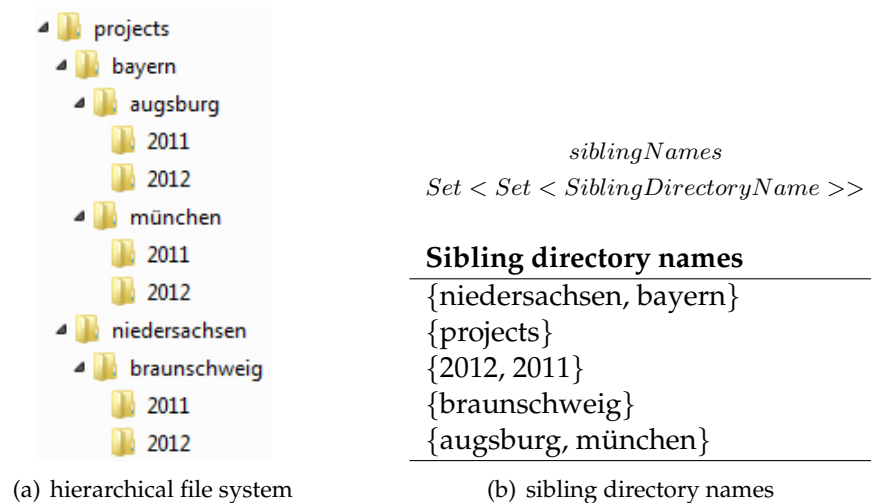 projects
bayern
augsburg
2011
2012
münchen
2011
2012
niedersachsen
braunschweig
2011
2012
(a) hierarchical file system
siblingNames
Set < Set < SiblingDirectoryName >>
Sibling directory names
{niedersachsen, bayern}
{projects}
{2012, 2011}
{braunschweig}
{augsburg, münchen}
(b) sibling directory names